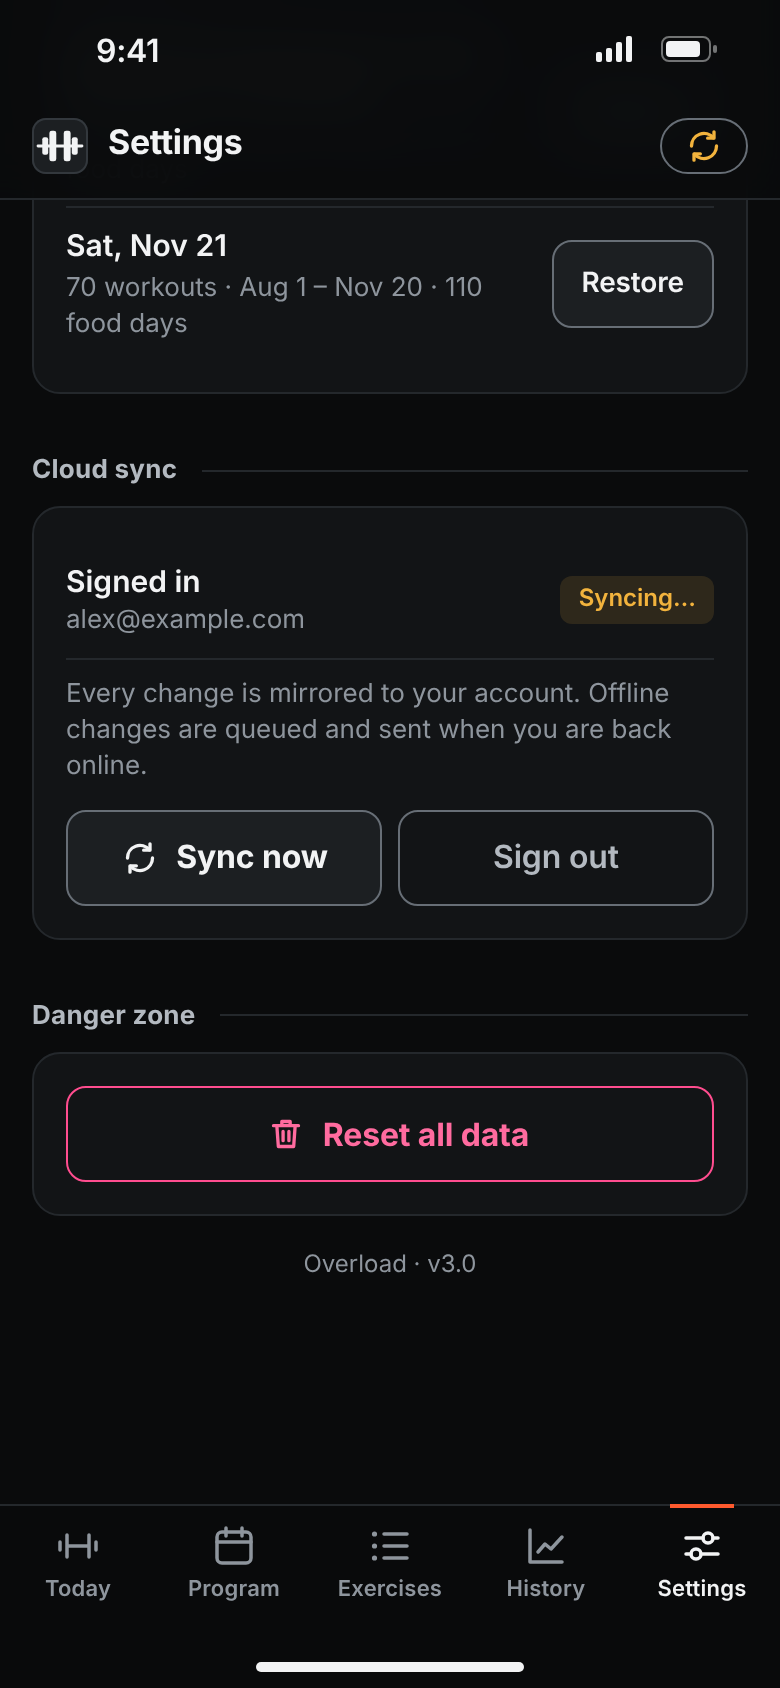 9:41
Settings
Sat, Nov 21
70 workouts · Aug 1 – Nov 20 · 110
food days
Restore
Cloud sync
Signed in
alex@example.com
Syncing...
Every change is mirrored to your account. Offline
changes are queued and sent when you are back
online.
Sync now
Sign out
Danger zone
Reset all data
Overload · v3.0
Today
Program
Exercises
History
Settings